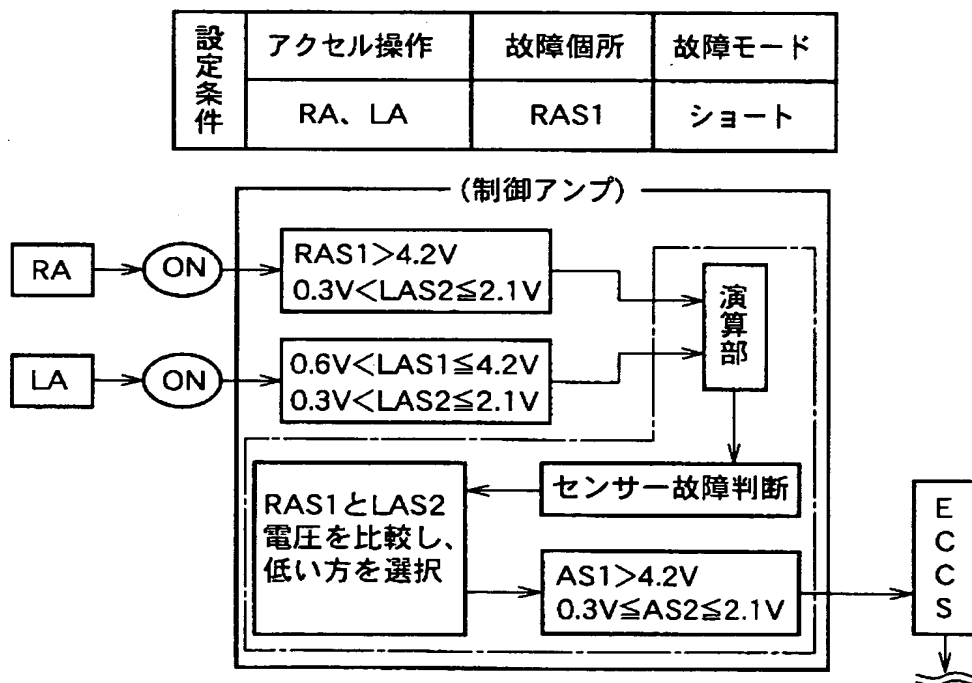 設定条件
アクセル操作
故障個所
故障モード
RA、LA
RAS1
ショート
(制御アンプ)
RA
ON
RAS1>4.2V
0.3V<LAS2≦2.1V
LA
ON
0.6V<LAS1≦4.2V
0.3V<LAS2≦2.1V
演算部
センサー故障判断
RAS1とLAS2
電圧を比較し、
低い方を選択
AS1>4.2V
0.3V≦AS2≦2.1V
ECCS